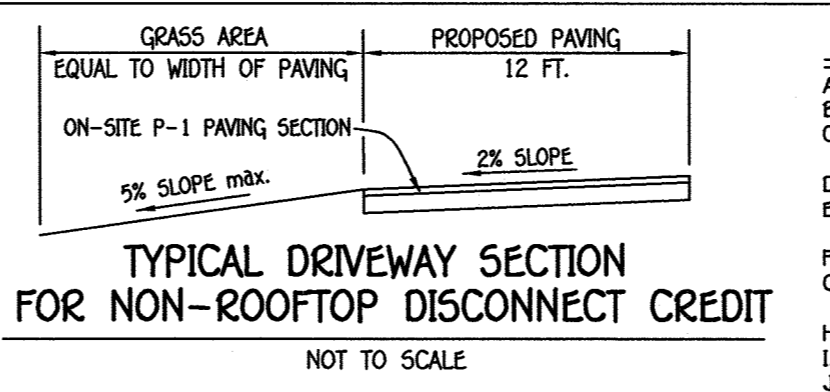 GRASS AREA
EQUAL TO WIDTH OF PAVING
PROPOSED PAVING
12 FT.
ON-SITE P-1 PAVING SECTION
2% SLOPE
5% SLOPE max.
TYPICAL DRIVEWAY SECTION
FOR NON-ROOFTOP DISCONNECT CREDIT
NOT TO SCALE